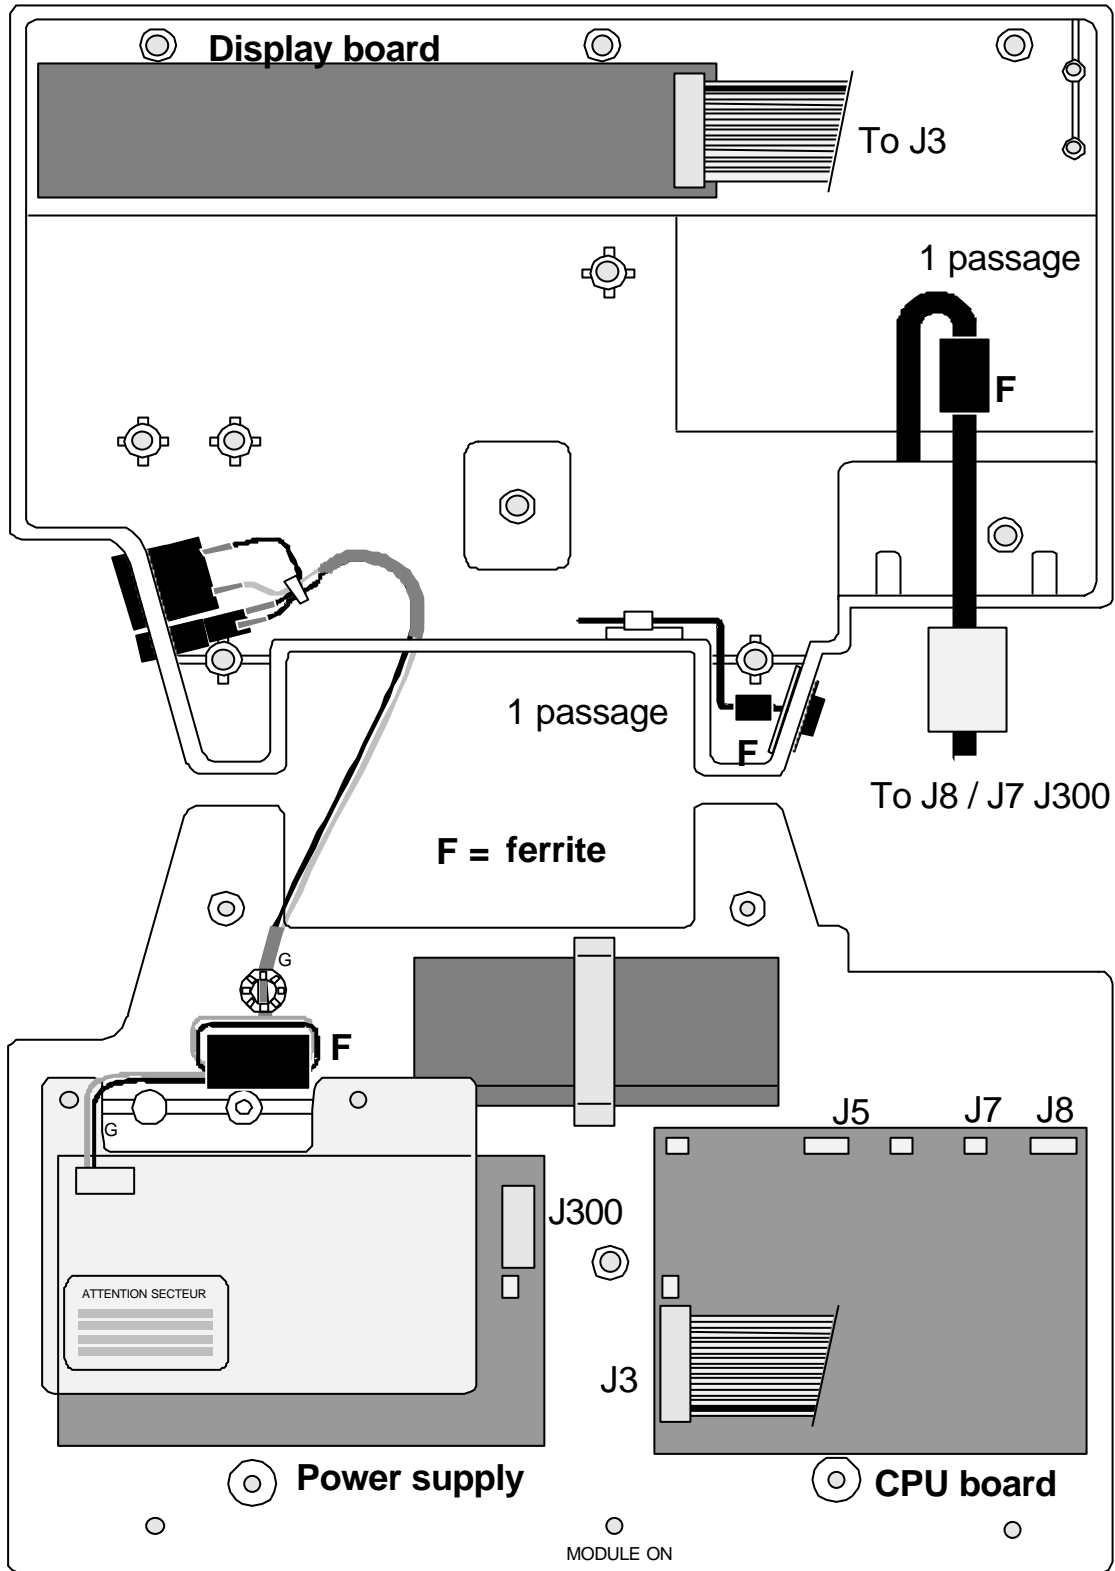 Display board
To J3
1 passage
F
1 passage
F
To J8 / J7 J300
F = ferrite
G
F
G
J5
J7
J8
J300
ATTENTION SECTEUR
J3
Power supply
CPU board
MODULE ON